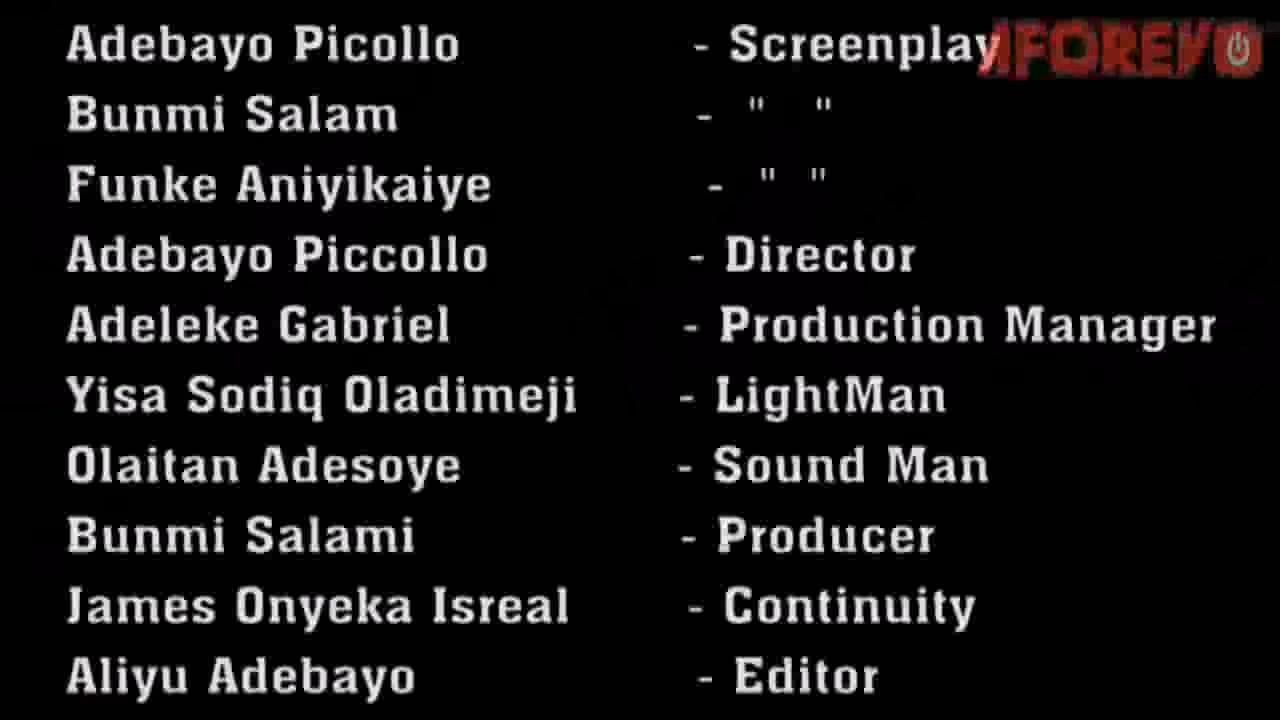 Adebayo Picollo - Screenplay
Bunmi Salam - " "
Funke Aniyikaiye - " "
Adebayo Piccollo - Director
Adeleke Gabriel - Production Manager
Yisa Sodiq Oladimeji - LightMan
Olaitan Adesoye - Sound Man
Bunmi Salami - Producer
James Onyeka Isreal - Continuity
Aliyu Adebayo - Editor